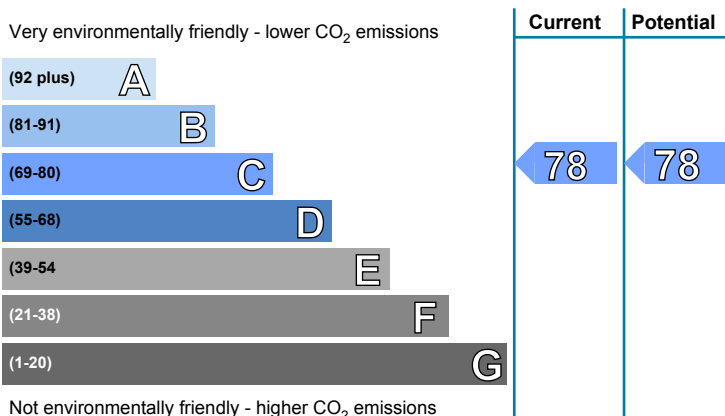 Very environmentally friendly - lower CO₂ emissions
Current
Potential
(92 plus) A
(81-91) B
(69-80) C
78
78
(55-68) D
(39-54 E
(21-38) F
(1-20) G
Not environmentally friendly - higher CO₂ emissions